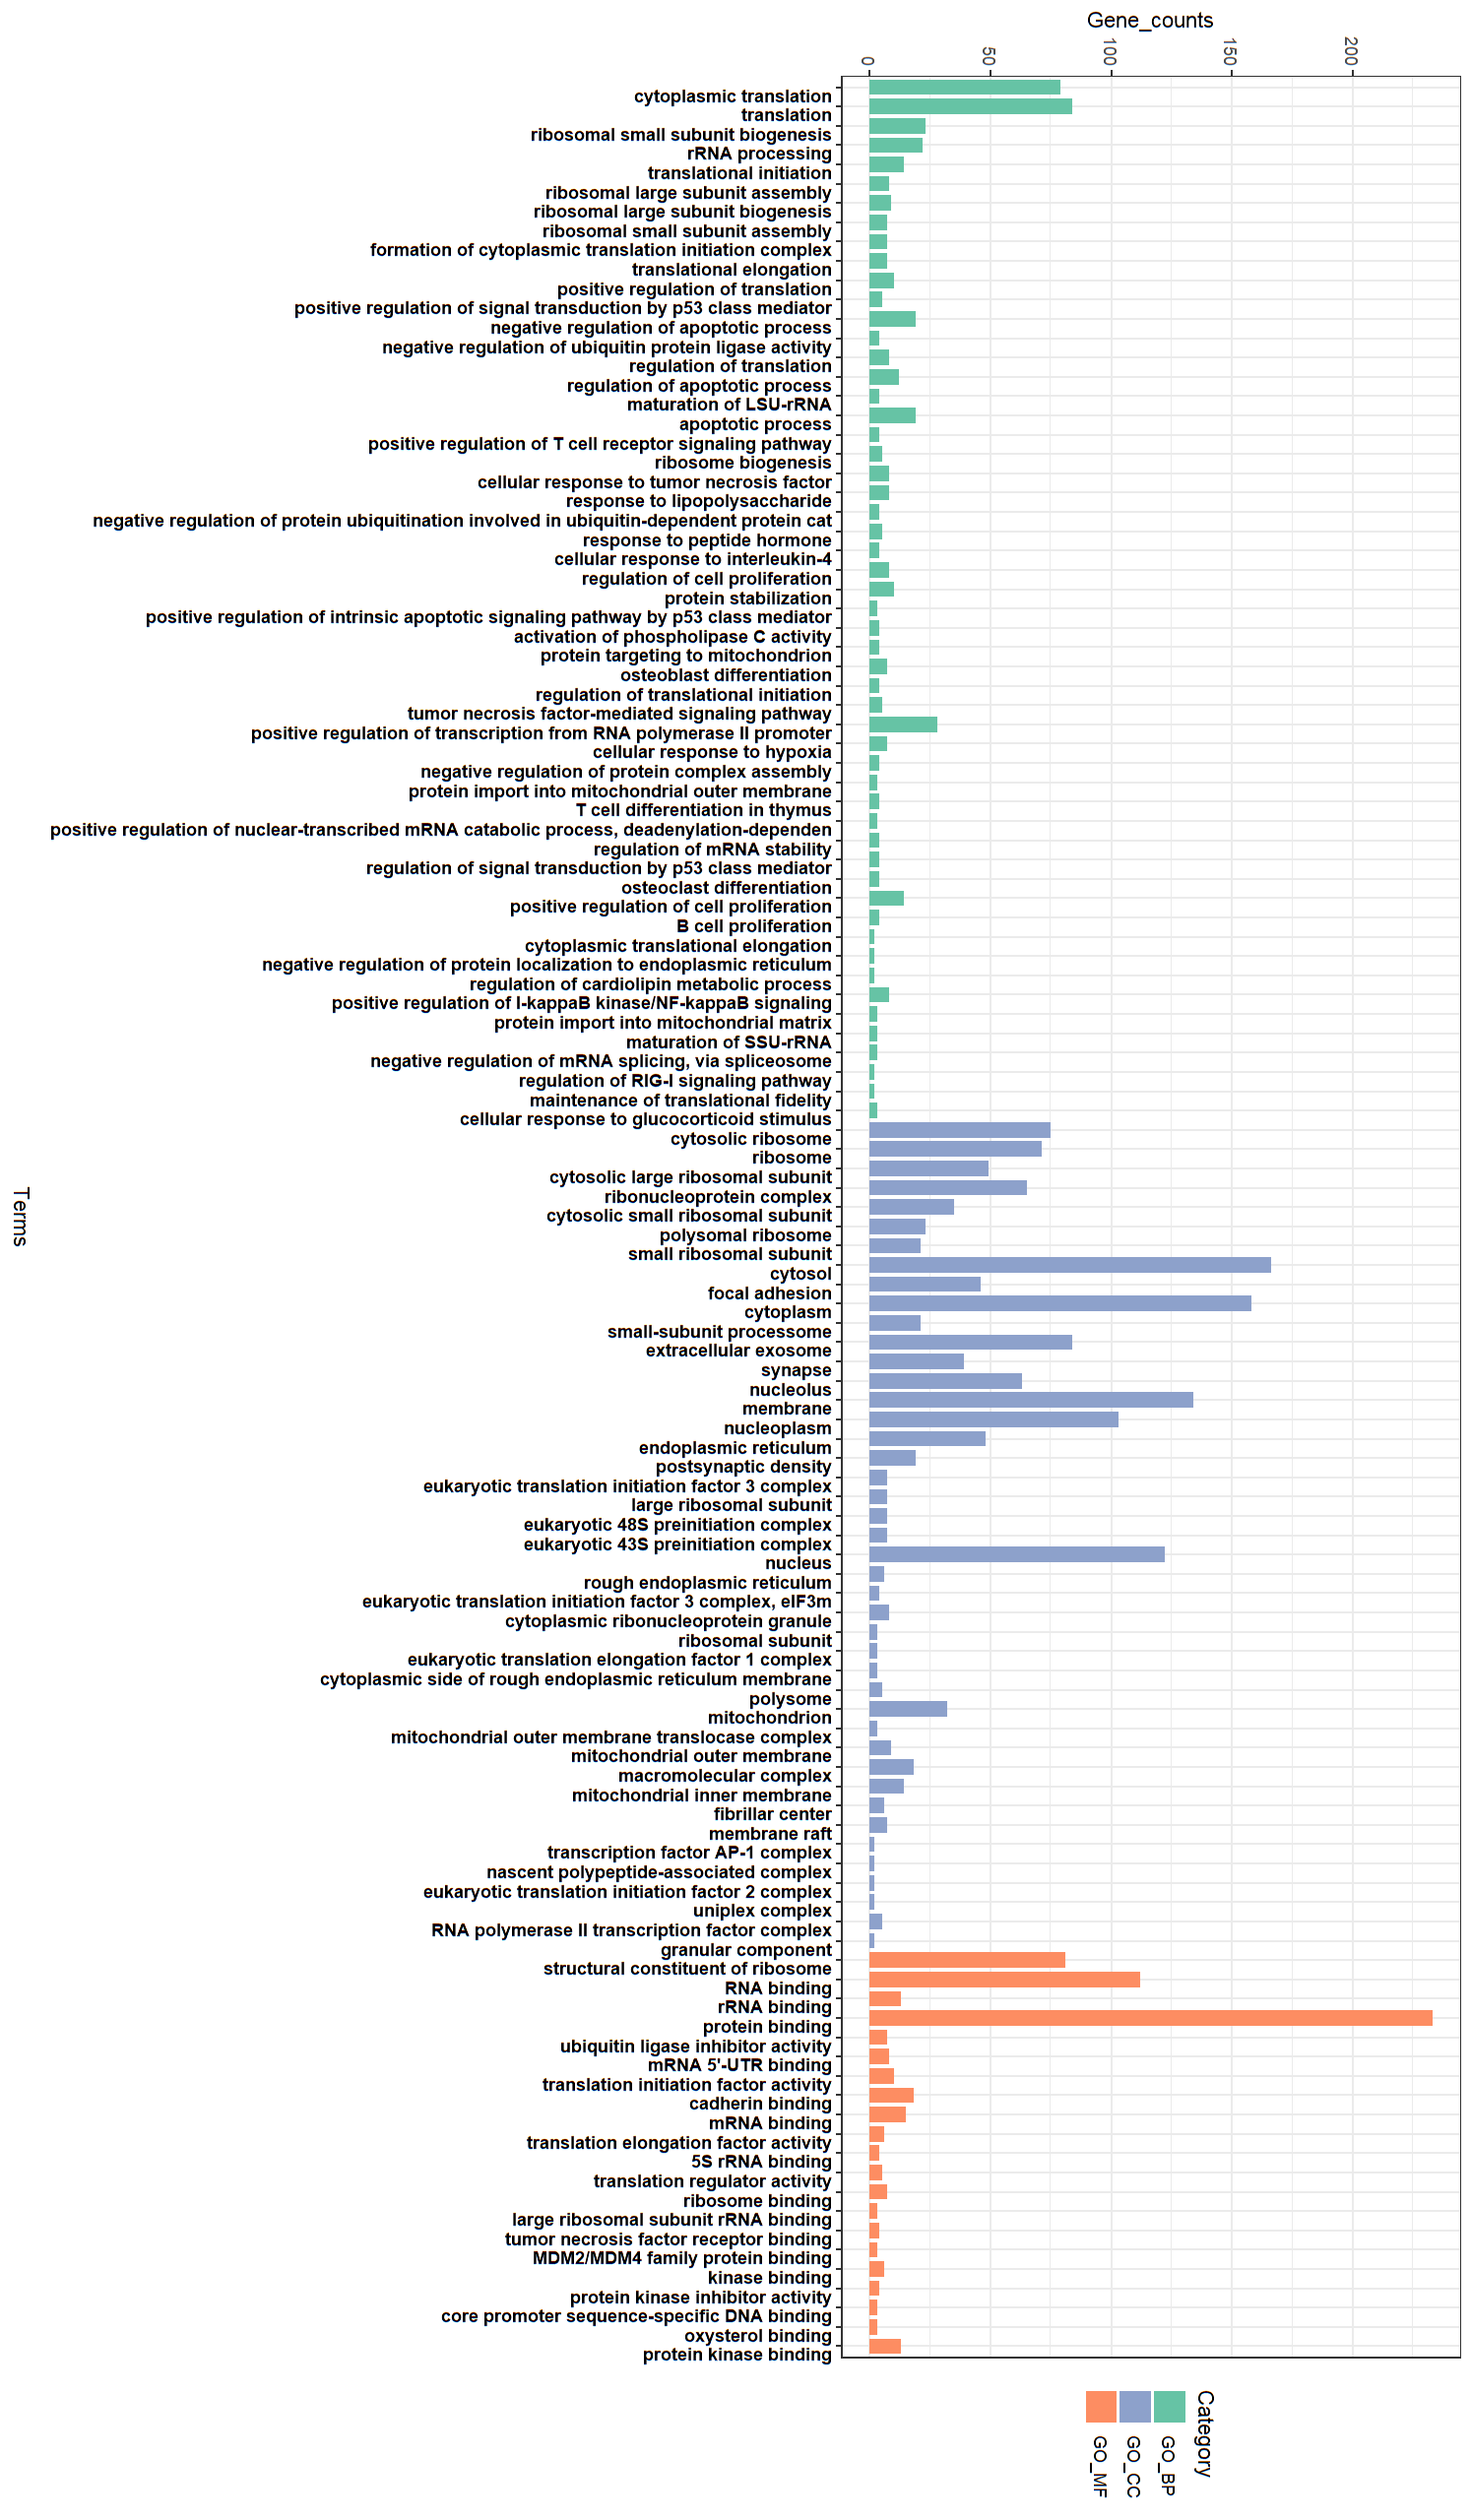 Gene_counts
0
50
100
150
200
cytoplasmic translation
translation
ribosomal small subunit biogenesis
rRNA processing
translational initiation
ribosomal large subunit assembly
ribosomal large subunit biogenesis
ribosomal small subunit assembly
formation of cytoplasmic translation initiation complex
translational elongation
positive regulation of translation
positive regulation of signal transduction by p53 class mediator
negative regulation of apoptotic process
negative regulation of ubiquitin protein ligase activity
regulation of translation
regulation of apoptotic process
maturation of LSU-rRNA
apoptotic process
positive regulation of T cell receptor signaling pathway
ribosome biogenesis
cellular response to tumor necrosis factor
response to lipopolysaccharide
negative regulation of protein ubiquitination involved in ubiquitin-dependent protein cat
response to peptide hormone
cellular response to interleukin-4
regulation of cell proliferation
protein stabilization
positive regulation of intrinsic apoptotic signaling pathway by p53 class mediator
activation of phospholipase C activity
protein targeting to mitochondrion
osteoblast differentiation
regulation of translational initiation
tumor necrosis factor-mediated signaling pathway
positive regulation of transcription from RNA polymerase II promoter
cellular response to hypoxia
negative regulation of protein complex assembly
protein import into mitochondrial outer membrane
T cell differentiation in thymus
positive regulation of nuclear-transcribed mRNA catabolic process, deadenylation-dependen
regulation of mRNA stability
regulation of signal transduction by p53 class mediator
osteoclast differentiation
positive regulation of cell proliferation
B cell proliferation
cytoplasmic translational elongation
negative regulation of protein localization to endoplasmic reticulum
regulation of cardiolipin metabolic process
positive regulation of I-kappaB kinase/NF-kappaB signaling
protein import into mitochondrial matrix
maturation of SSU-rRNA
negative regulation of mRNA splicing, via spliceosome
regulation of RIG-I signaling pathway
maintenance of translational fidelity
cellular response to glucocorticoid stimulus
cytosolic ribosome
ribosome
cytosolic large ribosomal subunit
ribonucleoprotein complex
cytosolic small ribosomal subunit
polysomal ribosome
small ribosomal subunit
cytosol
focal adhesion
cytoplasm
small-subunit processome
extracellular exosome
synapse
nucleolus
membrane
nucleoplasm
endoplasmic reticulum
postsynaptic density
eukaryotic translation initiation factor 3 complex
large ribosomal subunit
eukaryotic 48S preinitiation complex
eukaryotic 43S preinitiation complex
nucleus
rough endoplasmic reticulum
eukaryotic translation initiation factor 3 complex, eIF3m
cytoplasmic ribonucleoprotein granule
ribosomal subunit
eukaryotic translation elongation factor 1 complex
cytoplasmic side of rough endoplasmic reticulum membrane
polysome
mitochondrion
mitochondrial outer membrane translocase complex
mitochondrial outer membrane
macromolecular complex
mitochondrial inner membrane
fibrillar center
membrane raft
transcription factor AP-1 complex
nascent polypeptide-associated complex
eukaryotic translation initiation factor 2 complex
uniplex complex
RNA polymerase II transcription factor complex
granular component
structural constituent of ribosome
RNA binding
rRNA binding
protein binding
ubiquitin ligase inhibitor activity
mRNA 5'-UTR binding
translation initiation factor activity
cadherin binding
mRNA binding
translation elongation factor activity
5S rRNA binding
translation regulator activity
ribosome binding
large ribosomal subunit rRNA binding
tumor necrosis factor receptor binding
MDM2/MDM4 family protein binding
kinase binding
protein kinase inhibitor activity
core promoter sequence-specific DNA binding
oxysterol binding
protein kinase binding
Terms
Category
GO_BP
GO_CC
GO_MF